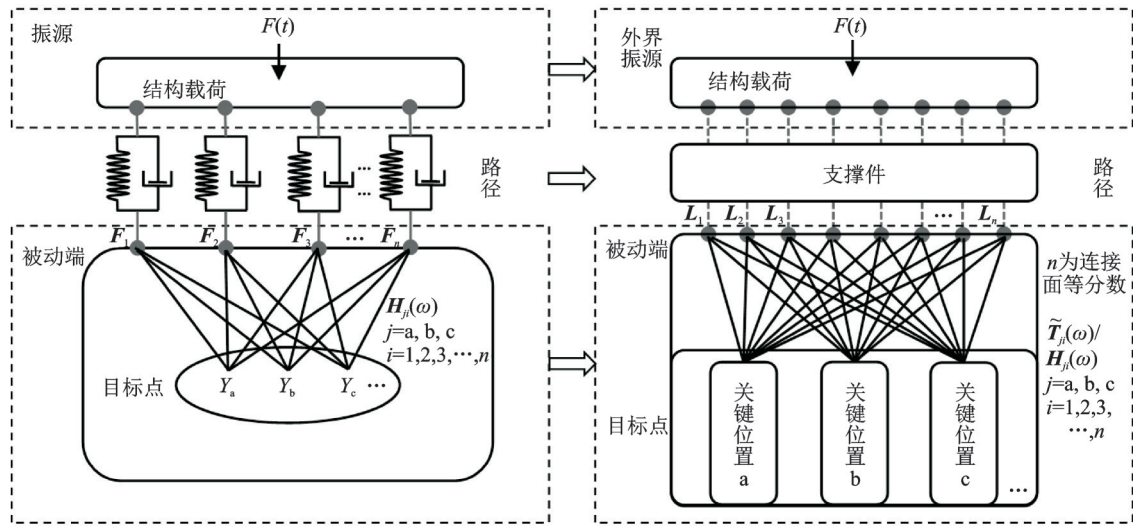 振源
F(t)
结构载荷
...
...
F₁
F₂
F₃
...
Fₙ
被动端
Hⱼᵢ(ω)
j=a, b, c
i=1,2,3,⋯,n
目标点
Yₐ
Y_b
Y_c
...
外界
振源
F(t)
结构载荷
路
径
支撑件
路
径
L₁
L₂
L₃
...
Lₙ
被动端
n为连接
面等分数
T̃ⱼᵢ(ω)/
Hⱼᵢ(ω)
j=a, b, c
i=1,2,3,
⋯,n
目标点
关键位置
a
关键位置
b
关键位置
c
...